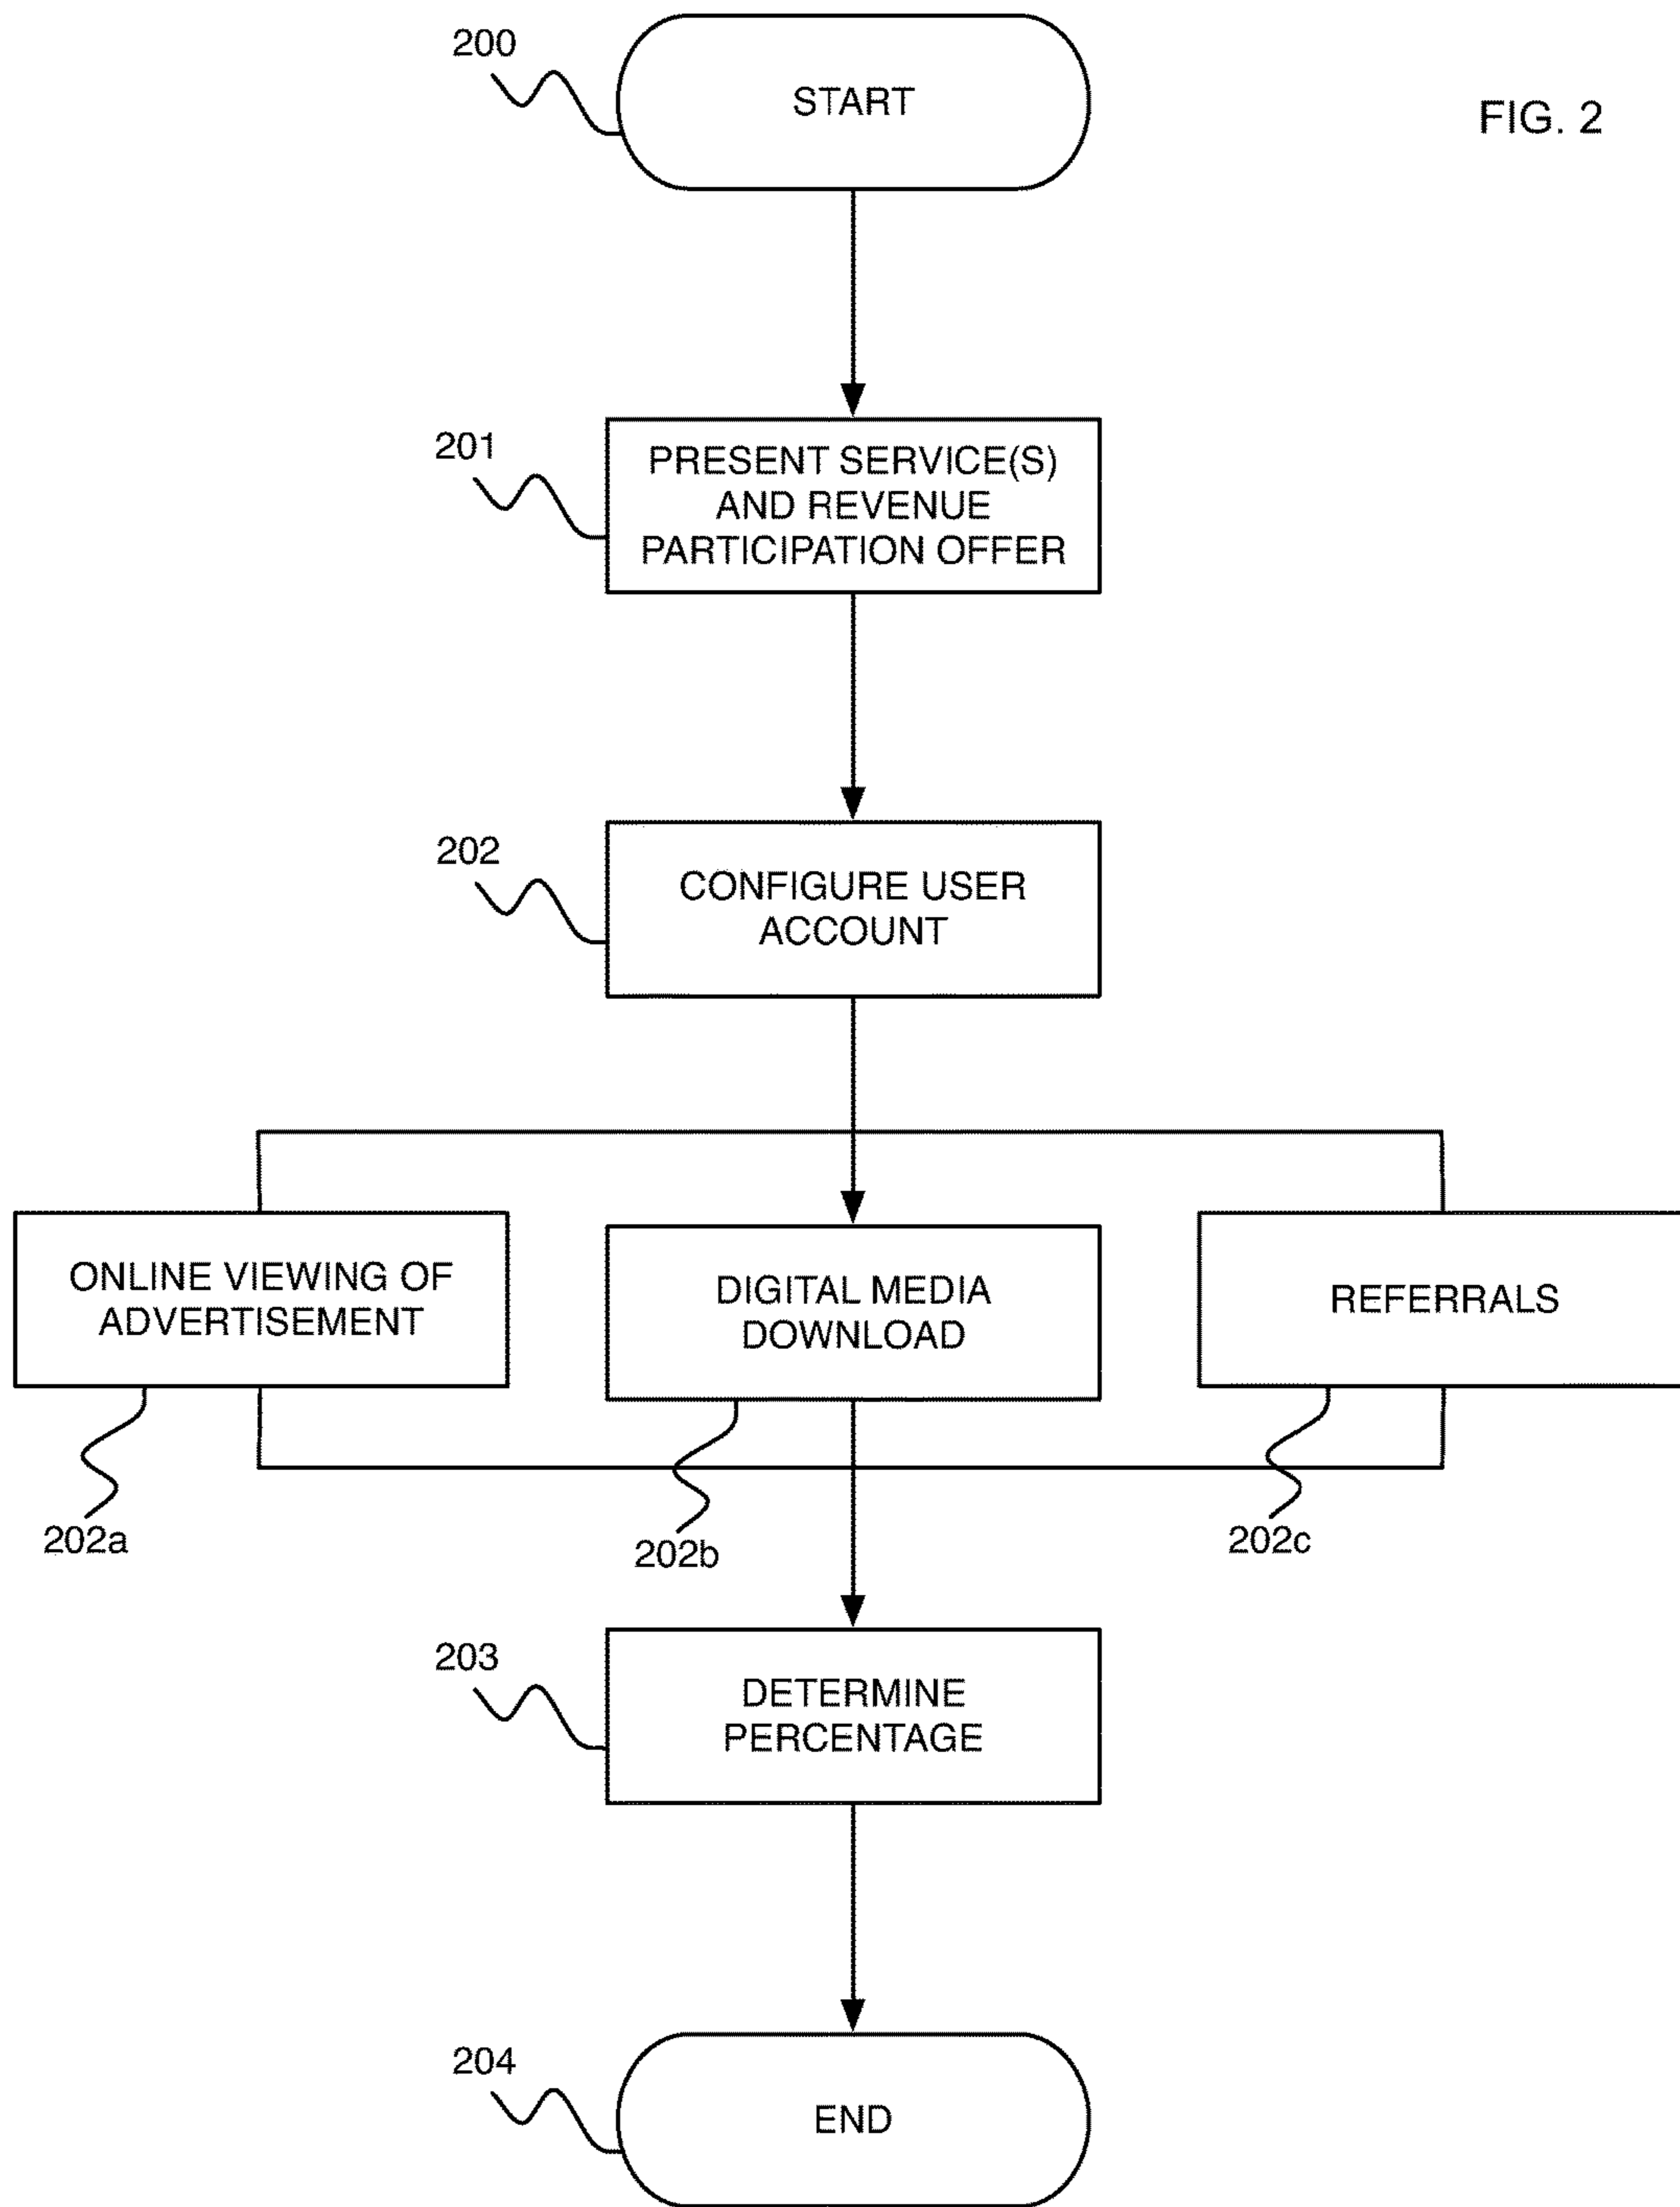 200
START
FIG. 2
201
PRESENT SERVICE(S)
AND REVENUE
PARTICIPATION OFFER
202
CONFIGURE USER
ACCOUNT
ONLINE VIEWING OF
ADVERTISEMENT
DIGITAL MEDIA
DOWNLOAD
REFERRALS
202a
202b
202c
203
DETERMINE
PERCENTAGE
204
END